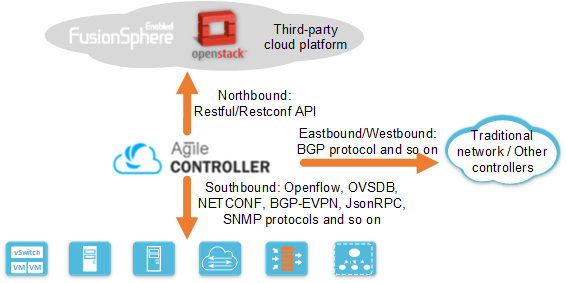 Enabled
FusionSphere
openstack™
Third-party
cloud platform
Northbound:
Restful/Restconf API
Agile
CONTROLLER
Eastbound/Westbound:
BGP protocol and so on
Traditional
network / Other
controllers
Southbound: Openflow, OVSDB,
NETCONF, BGP-EVPN, JsonRPC,
SNMP protocols and so on
vSwitch
VM VM